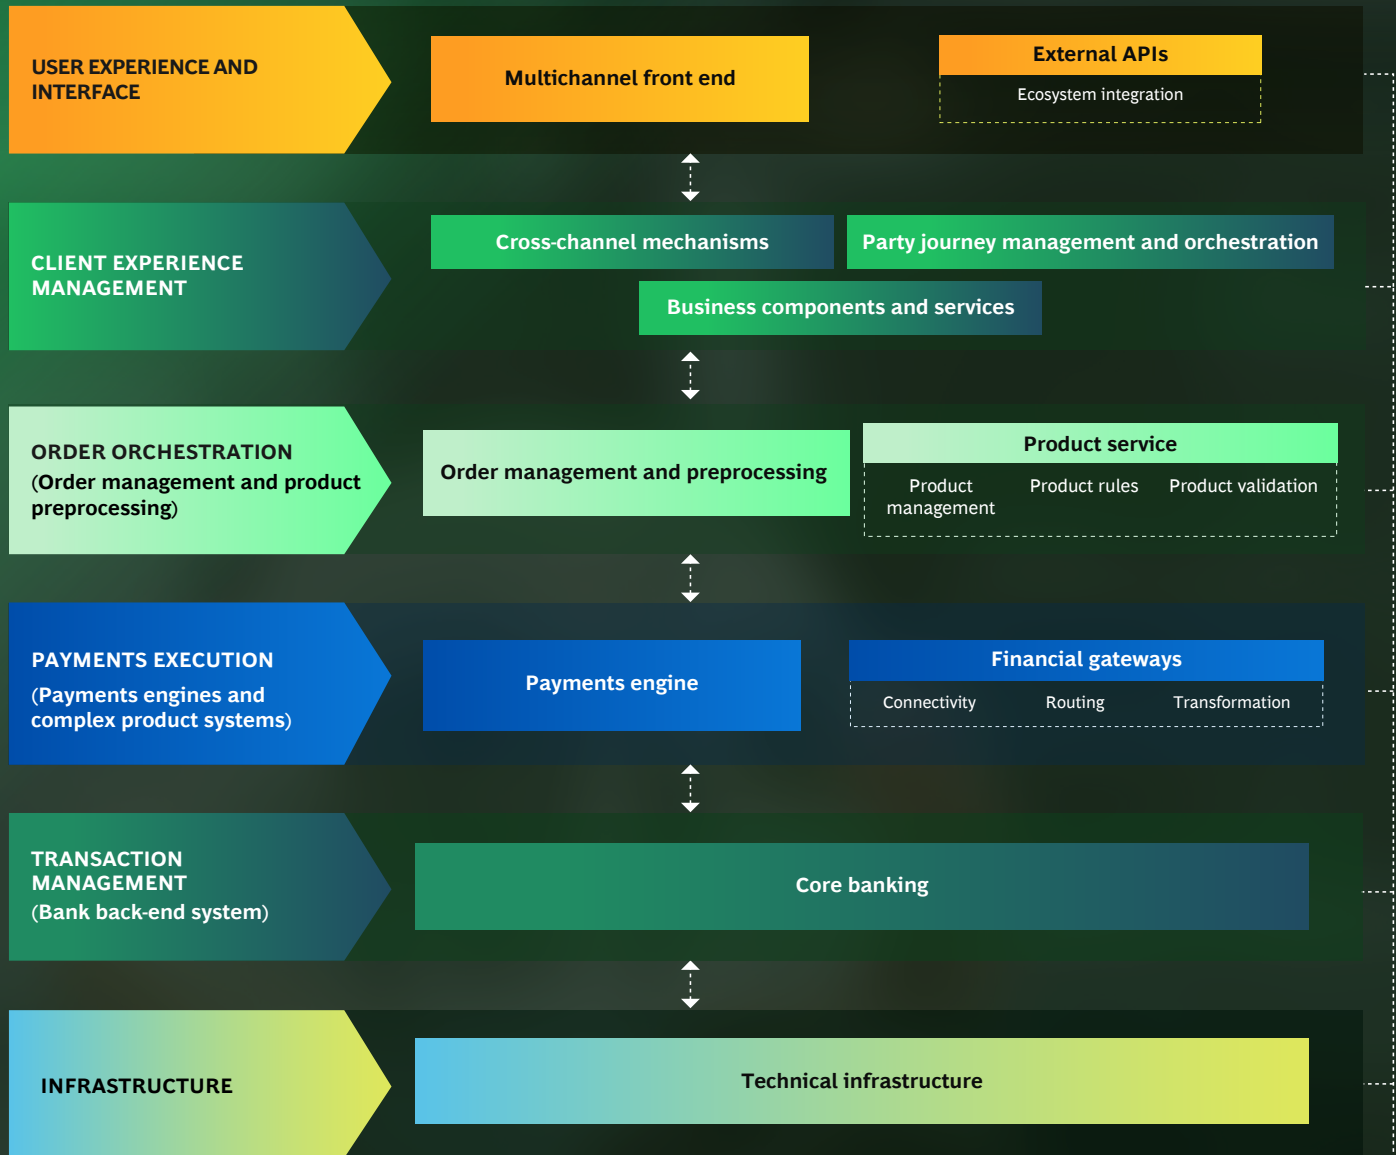 USER EXPERIENCE AND
INTERFACE
Multichannel front end
External APIs
Ecosystem integration
CLIENT EXPERIENCE
MANAGEMENT
Cross-channel mechanisms
Party journey management and orchestration
Business components and services
ORDER ORCHESTRATION
(Order management and product
preprocessing)
Order management and preprocessing
Product service
Product
management
Product rules
Product validation
PAYMENTS EXECUTION
(Payments engines and
complex product systems)
Payments engine
Financial gateways
Connectivity
Routing
Transformation
TRANSACTION
MANAGEMENT
(Bank back-end system)
Core banking
INFRASTRUCTURE
Technical infrastructure